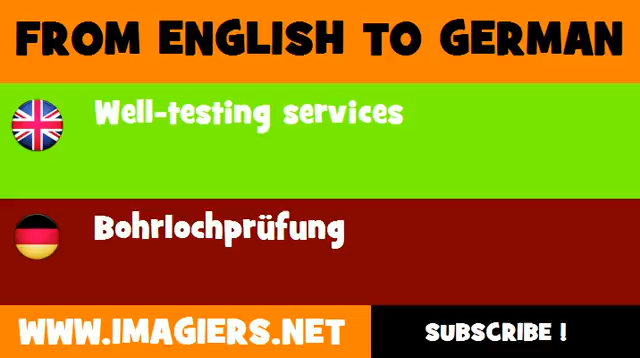 FROM ENGLISH TO GERMAN
Well-testing services
Bohrlochprüfung
WWW.IMAGIERS.NET
SUBSCRIBE !